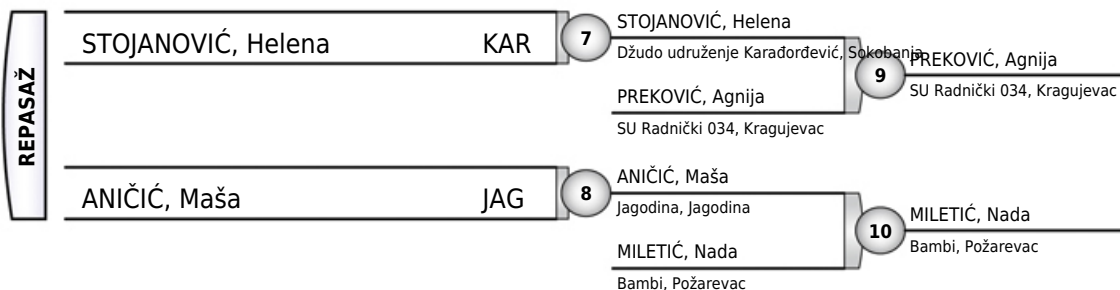 REPASAŽ
STOJANOVIĆ, Helena KAR
7
STOJANOVIĆ, Helena
Džudo udruženje Karađorđević, Sokobanja
PREKOVIĆ, Agnija
SU Radnički 034, Kragujevac
9
PREKOVIĆ, Agnija
SU Radnički 034, Kragujevac
ANIČIĆ, Maša JAG
8
ANIČIĆ, Maša
Jagodina, Jagodina
MILETIĆ, Nada
Bambi, Požarevac
10
MILETIĆ, Nada
Bambi, Požarevac